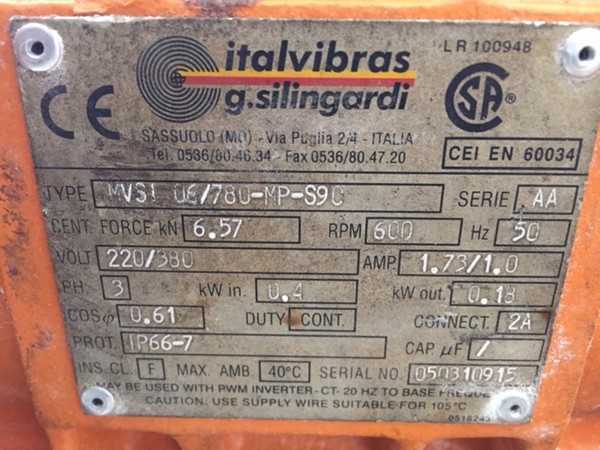 italvibras
g.silingardi
LR 100948
CE
CSA
®
SASSUOLO (MO) - Via Puglia 2/4 - ITALIA
Tel. 0536/80.46.34 - Fax 0536/80.47.20
CEI EN 60034
TYPE MVSI 06/780-MP-S90 SERIE AA
CENT. FORCE kN 6.57 RPM 600 Hz 50
VOLT 220/380 AMP. 1.73/1.0
PH. 3 kW in. 0.4 kW out. 0.18
COSφ 0.61 DUTY CONT. CONNECT. 2A
PROT. IP66-7 CAP. μF /
INS. CL. F MAX. AMB. 40°C SERIAL NO. 050310915
MAY BE USED WITH PWM INVERTER-CT- 20 HZ TO BASE FREQUE
CAUTION. USE SUPPLY WIRE SUITABLE FOR 105°C